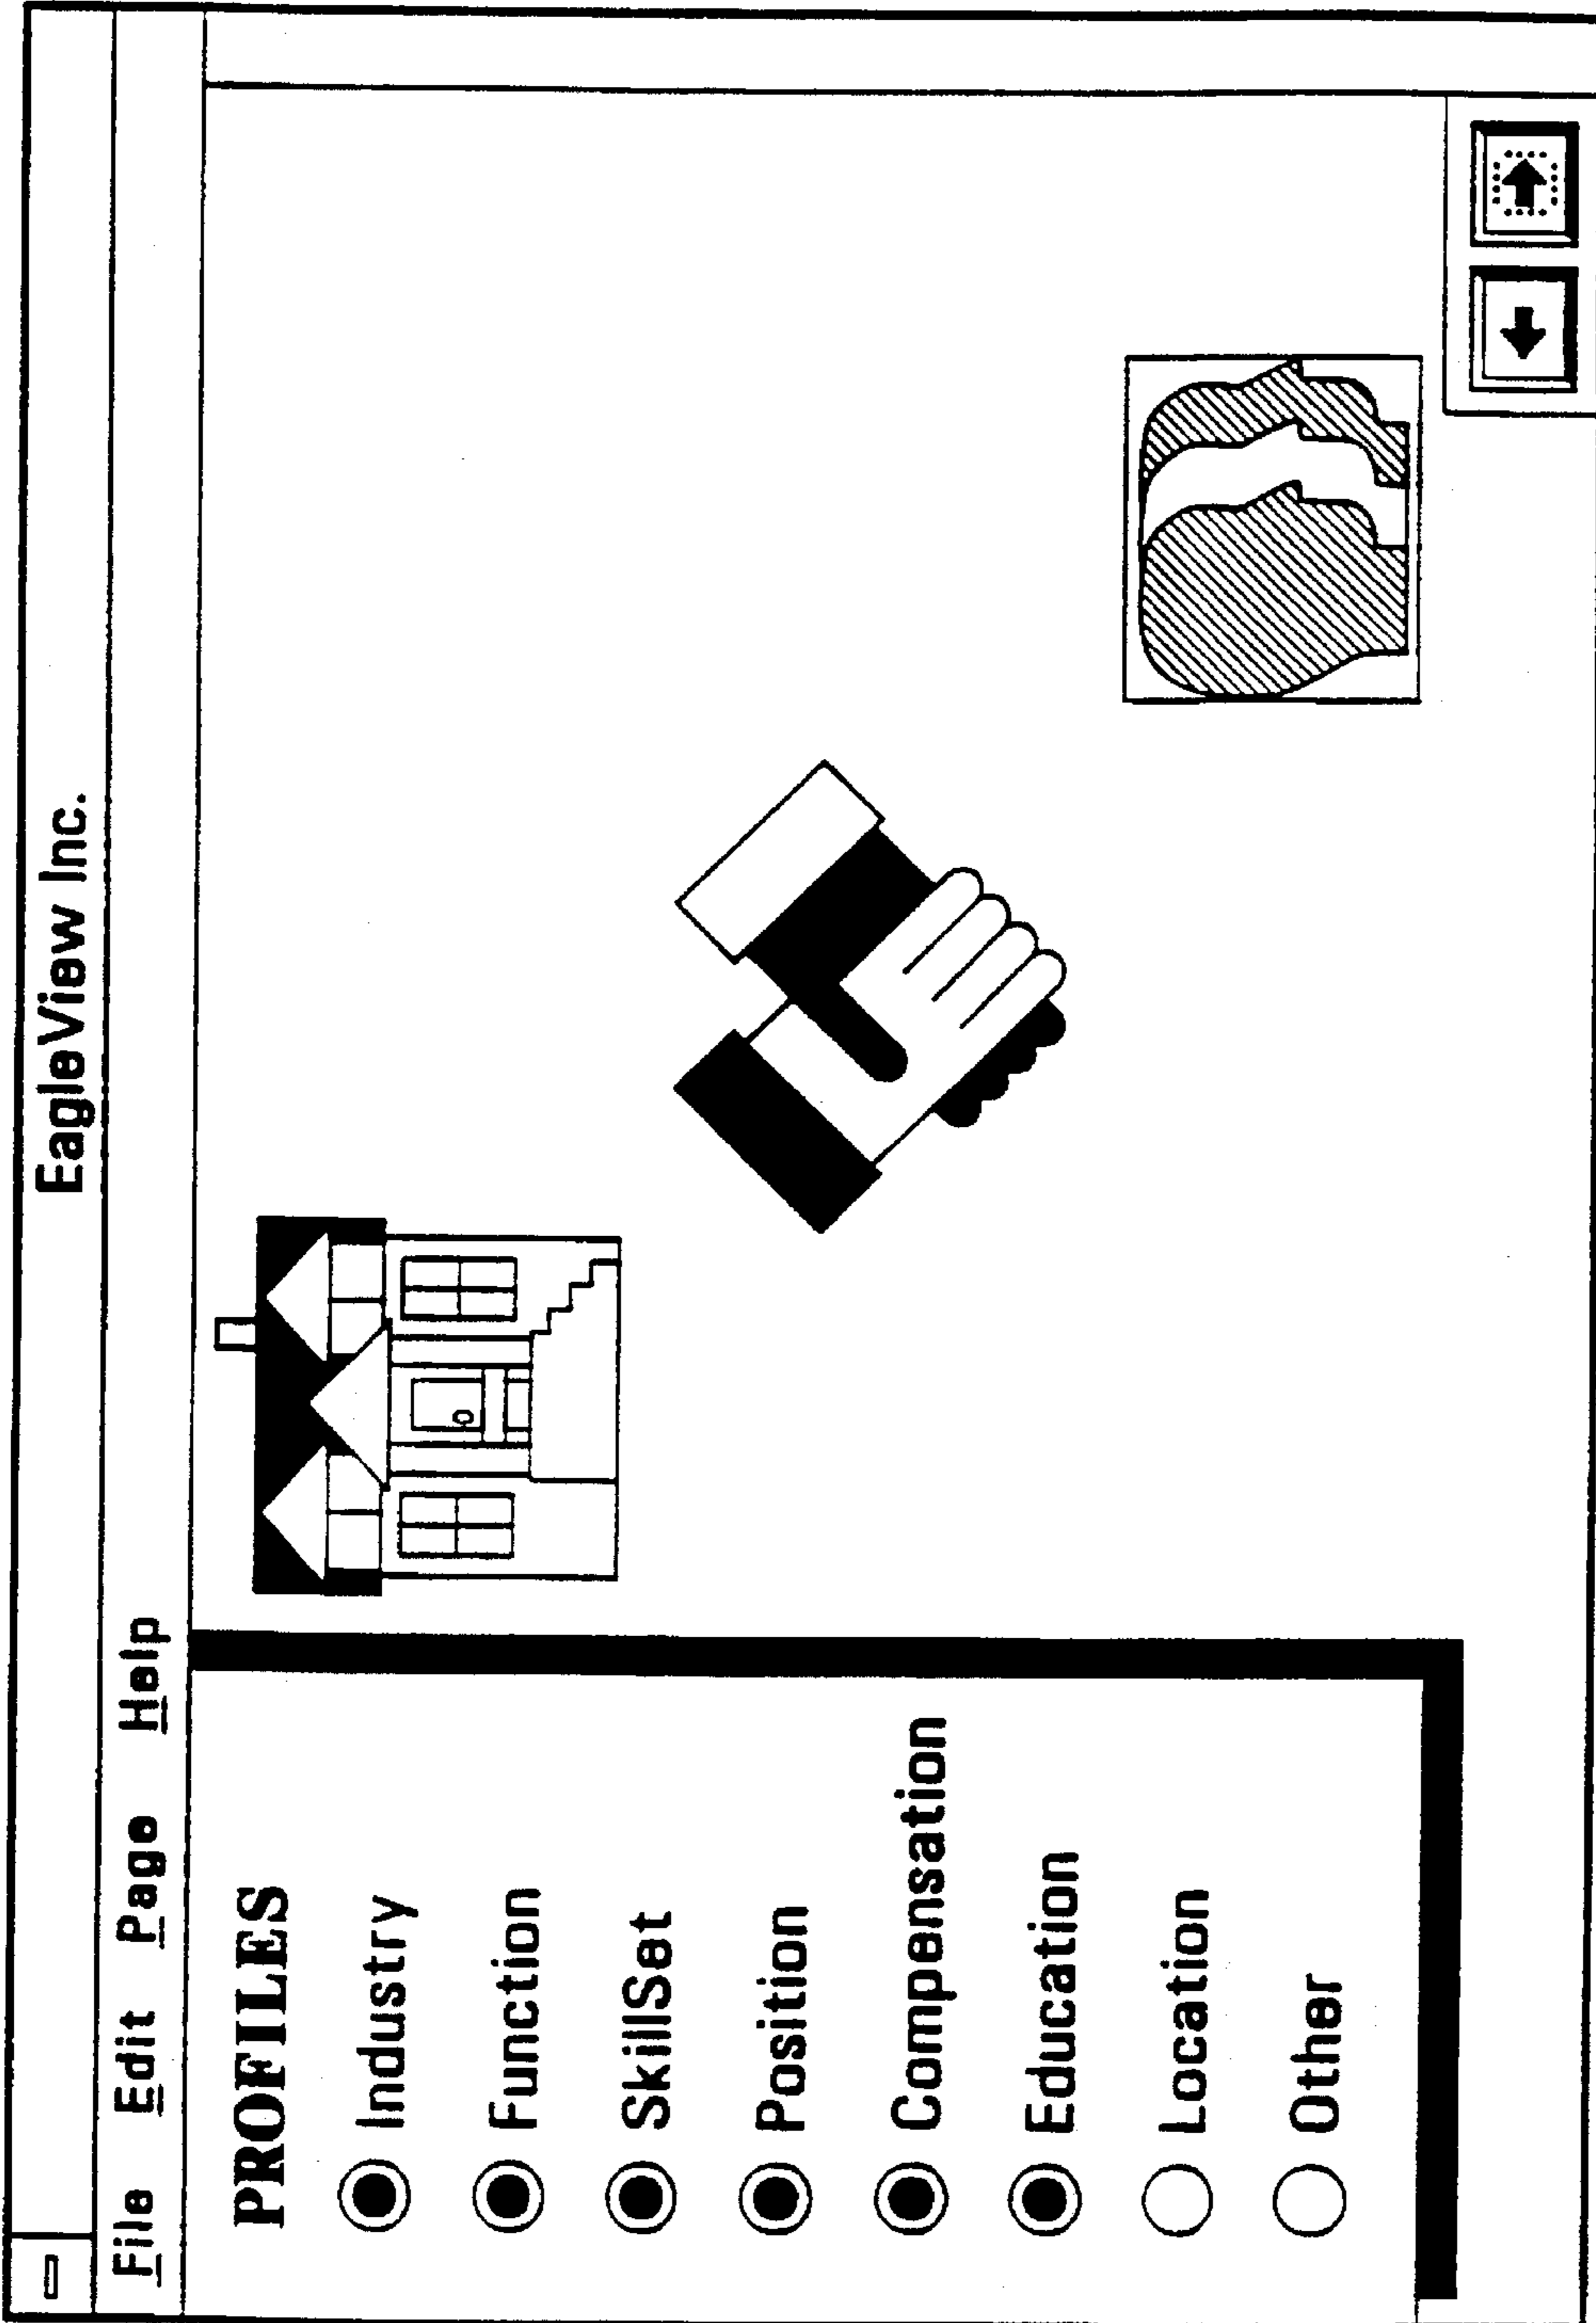 EagleView Inc.
File Edit Page Help
PROFILES
Industry
Function
SkillSet
Position
Compensation
Education
Location
Other